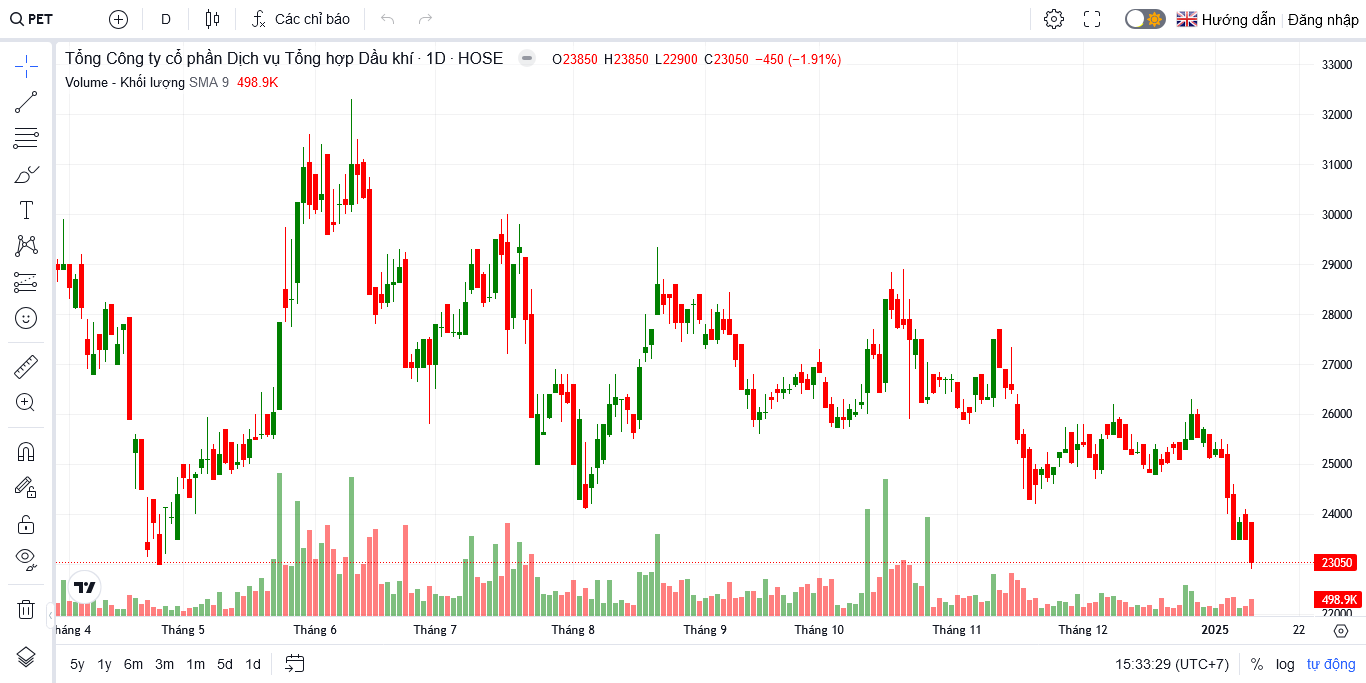 PET D Các chỉ báo Hướng dẫn Đăng nhập
Tổng Công ty cổ phần Dịch vụ Tổng hợp Dầu khí · 1D · HOSE O23850 H23850 L22900 C23050 −450 (−1.91%)
Volume - Khối lượng SMA 9 498.9K
33000
32000
31000
30000
29000
28000
27000
26000
25000
24000
23050
498.9K
22000
háng 4 Tháng 5 Tháng 6 Tháng 7 Tháng 8 Tháng 9 Tháng 10 Tháng 11 Tháng 12 2025 22
5y 1y 6m 3m 1m 5d 1d 15:33:29 (UTC+7) % log tự động